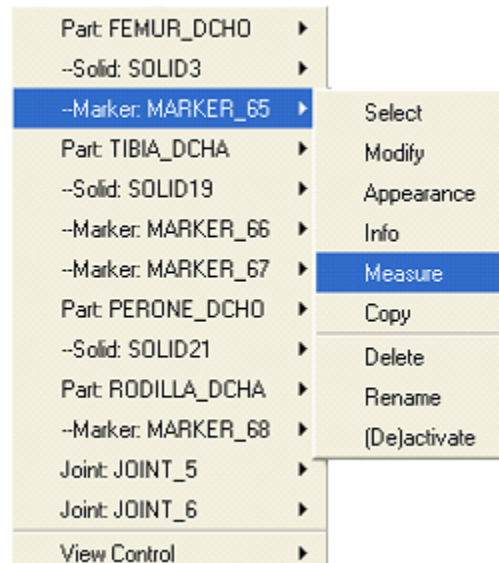 Part: FEMUR_DCHO
--Solid: SOLID3
--Marker: MARKER_65
Part: TIBIA_DCHA
--Solid: SOLID19
--Marker: MARKER_66
--Marker: MARKER_67
Part: PERONE_DCHO
--Solid: SOLID21
Part: RODILLA_DCHA
--Marker: MARKER_68
Joint: JOINT_5
Joint: JOINT_6
View Control
Select
Modify
Appearance
Info
Measure
Copy
Delete
Rename
(De)activate